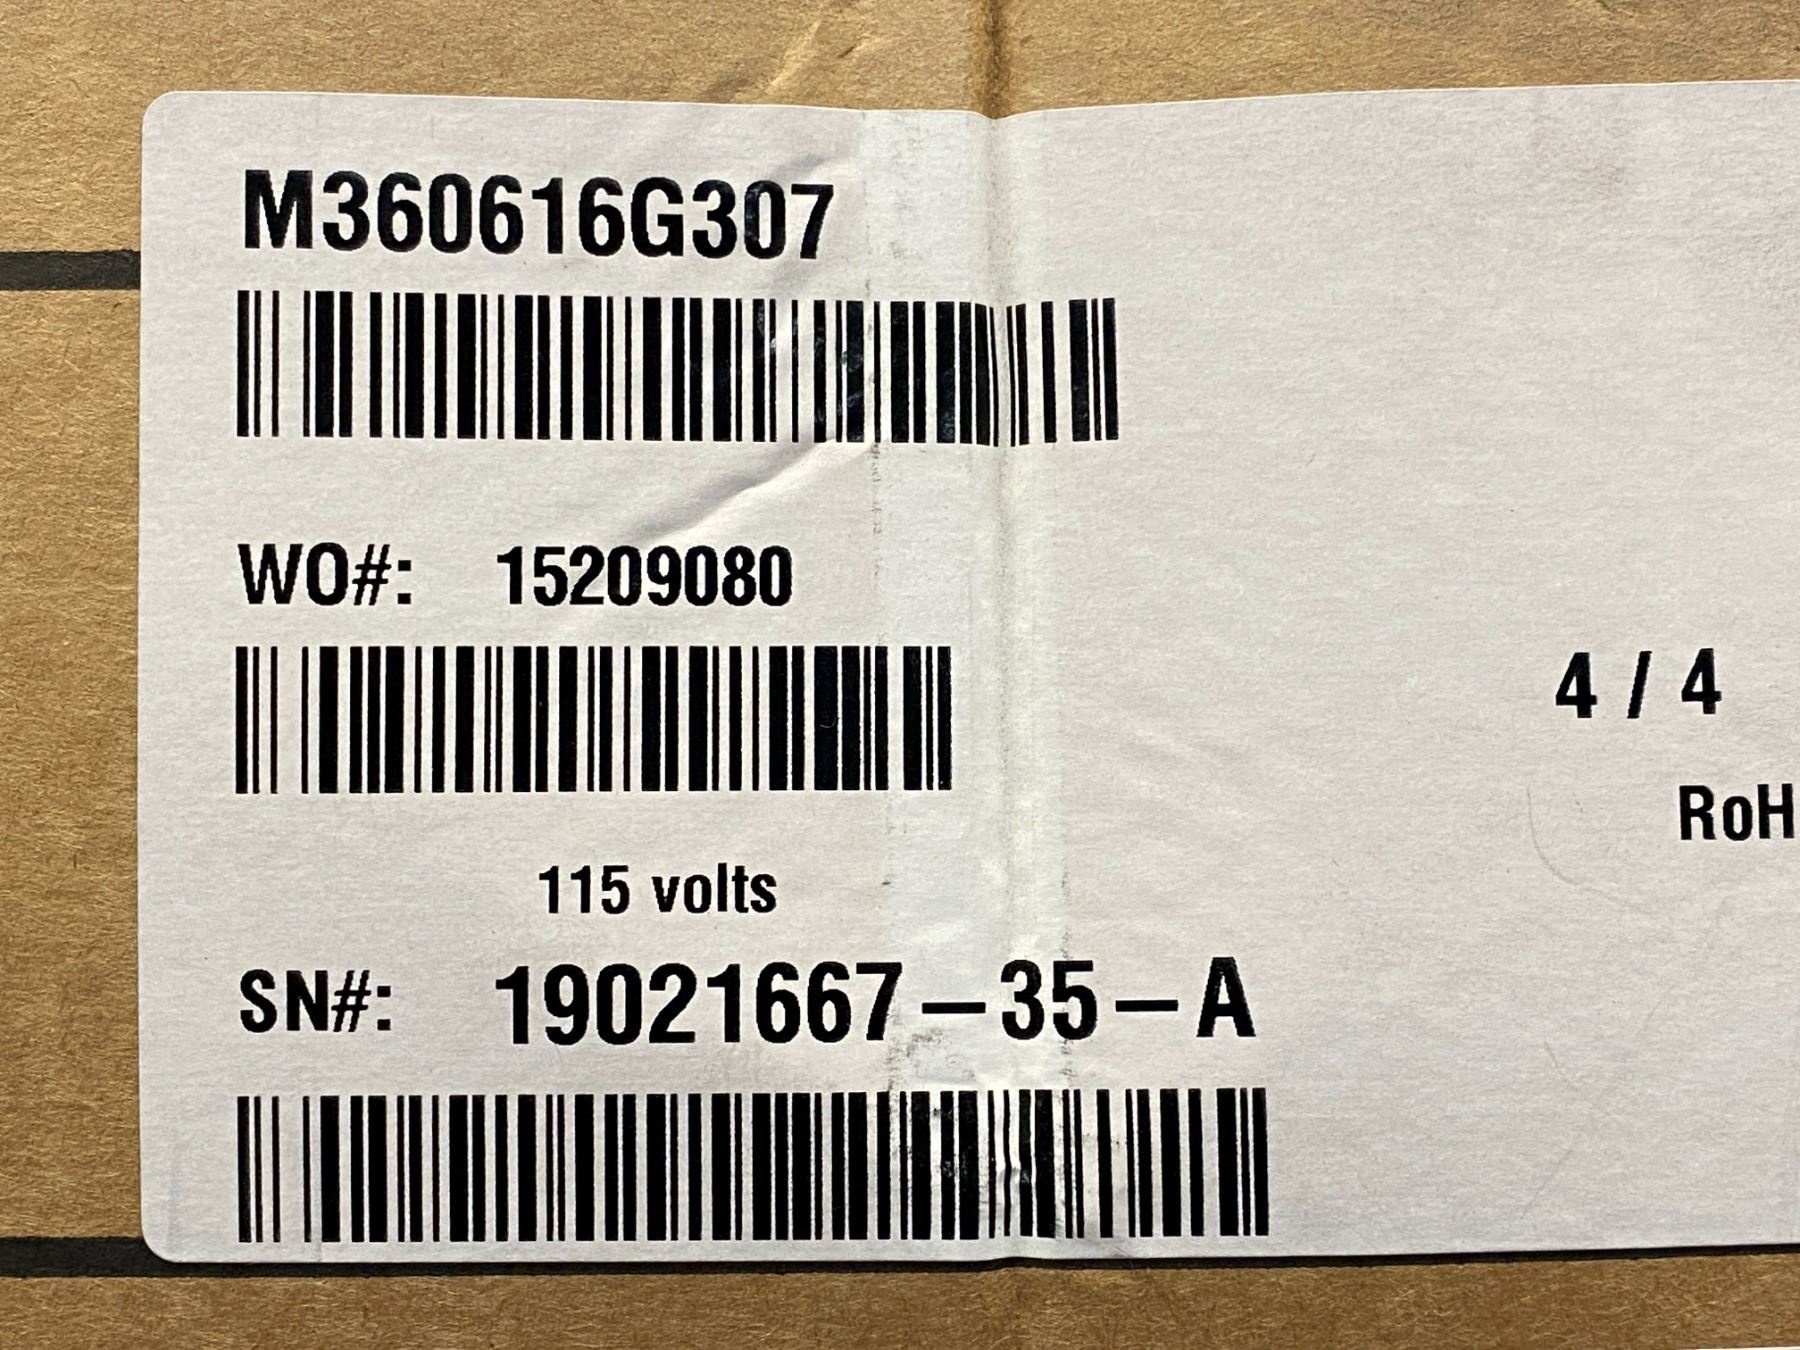 M360616G307
WO#: 15209080
4 / 4
RoH
115 volts
SN#: 19021667-35-A